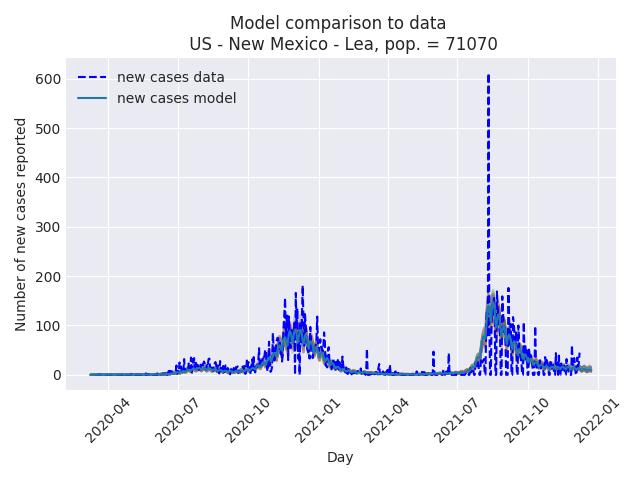 Model comparison to data
US - New Mexico - Lea, pop. = 71070
new cases data
new cases model
Number of new cases reported
600
500
400
300
200
100
0
2020-04
2020-07
2020-10
2021-01
2021-04
2021-07
2021-10
2022-01
Day